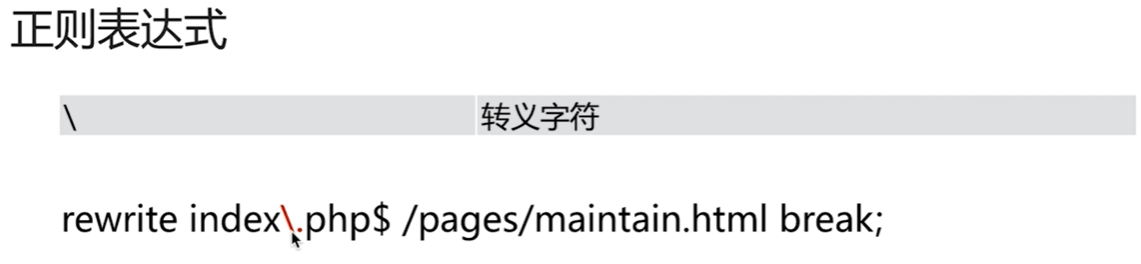 正则表达式
\ 转义字符
rewrite index\.php$ /pages/maintain.html break;